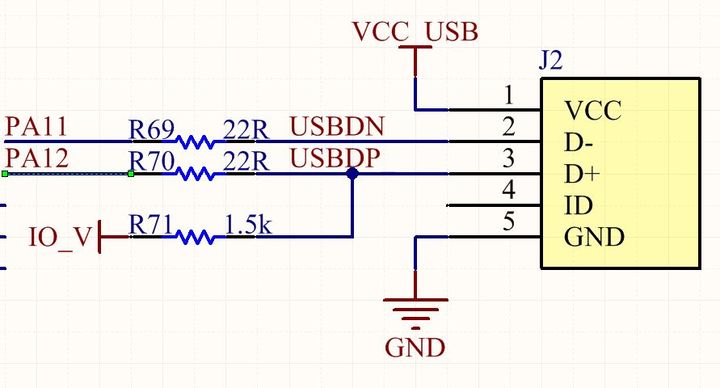 VCC_USB
J2
1 VCC
PA11 R69 22R USBDN 2 D-
PA12 R70 22R USBDP 3 D+
4 ID
IO_V R71 1.5k 5 GND
GND